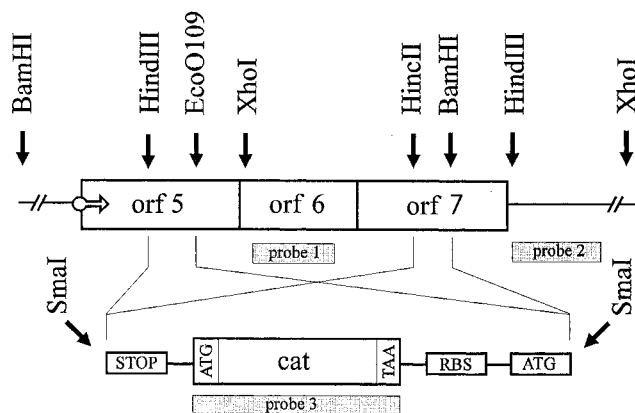 BamHI
HindIII
EcoO109
XhoI
HincII
BamHI
HindIII
XhoI
orf 5
orf 6
orf 7
probe 1
probe 2
SmaI
SmaI
STOP
ATG
cat
TAA
RBS
ATG
probe 3